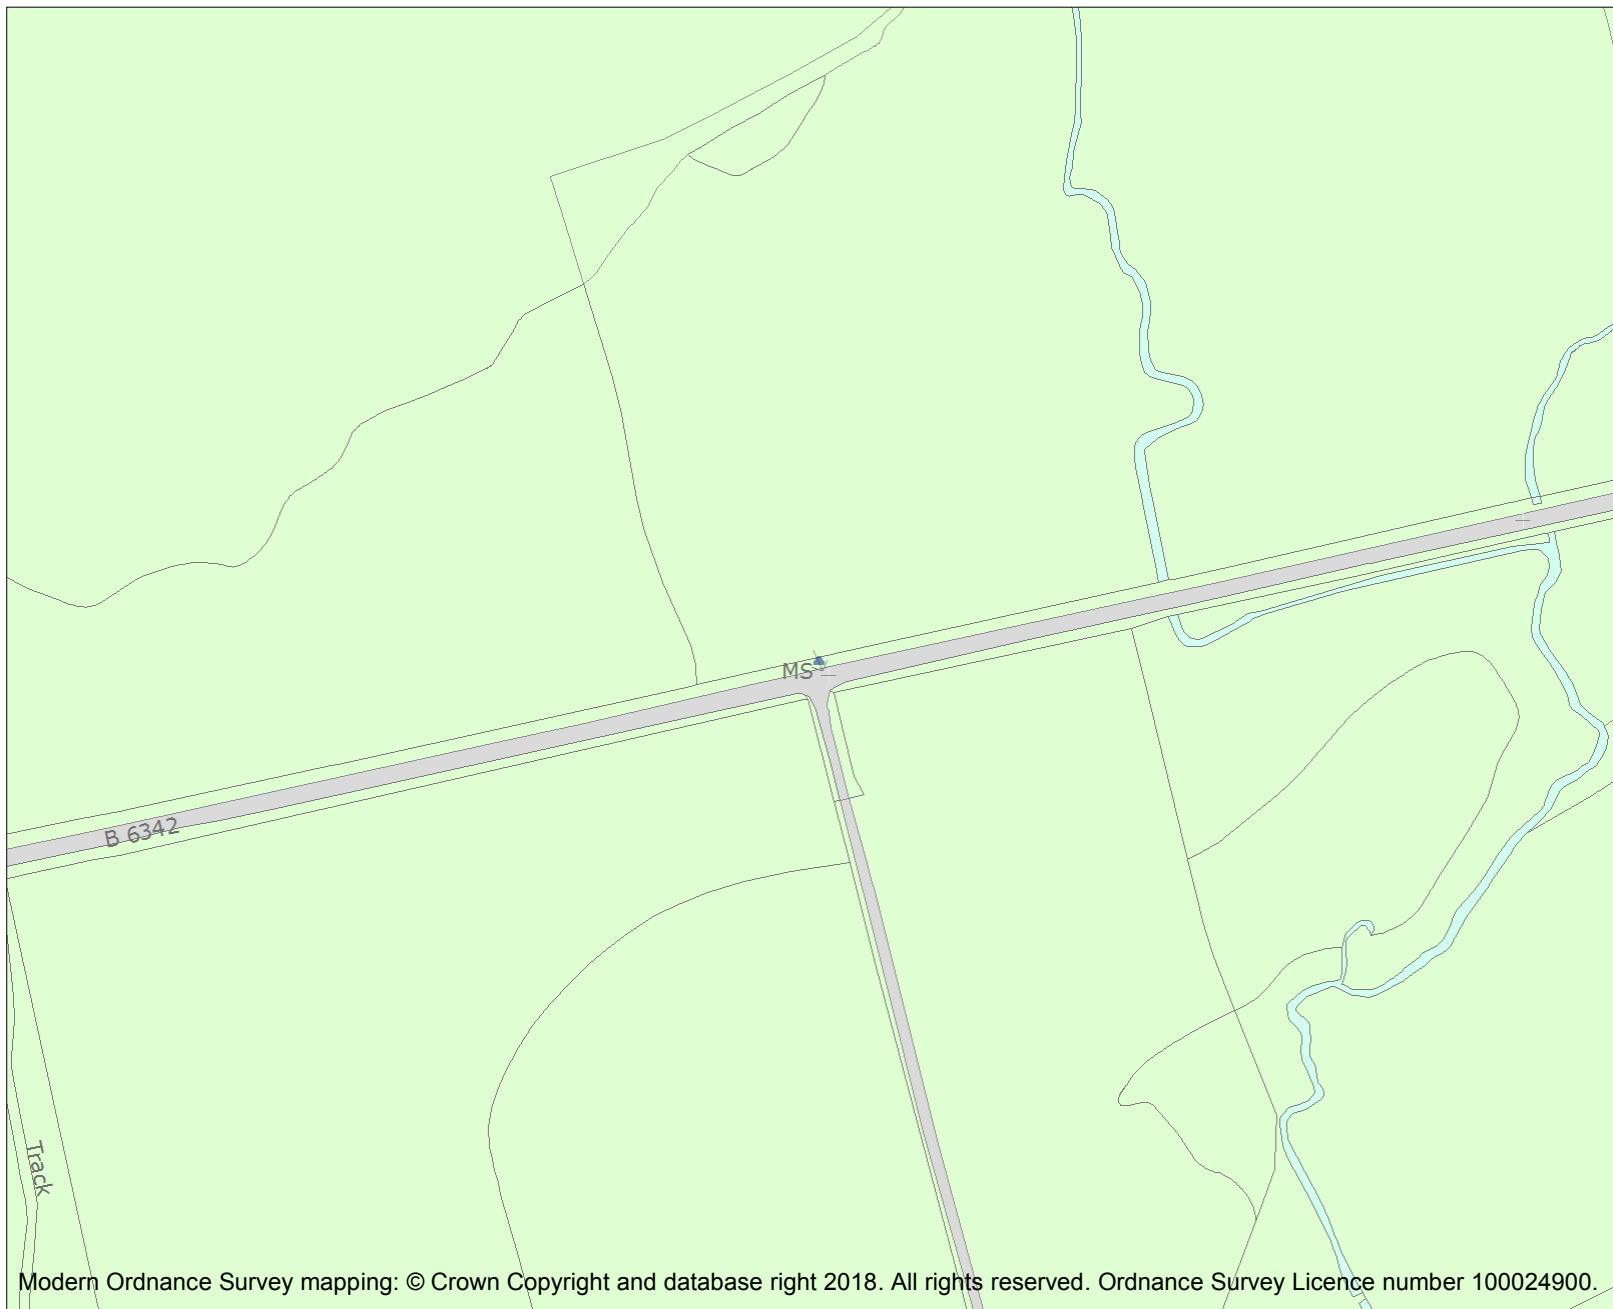 MS
B 6342
Track
Modern Ordnance Survey mapping: © Crown Copyright and database right 2018. All rights reserved. Ordnance Survey Licence number 100024900.